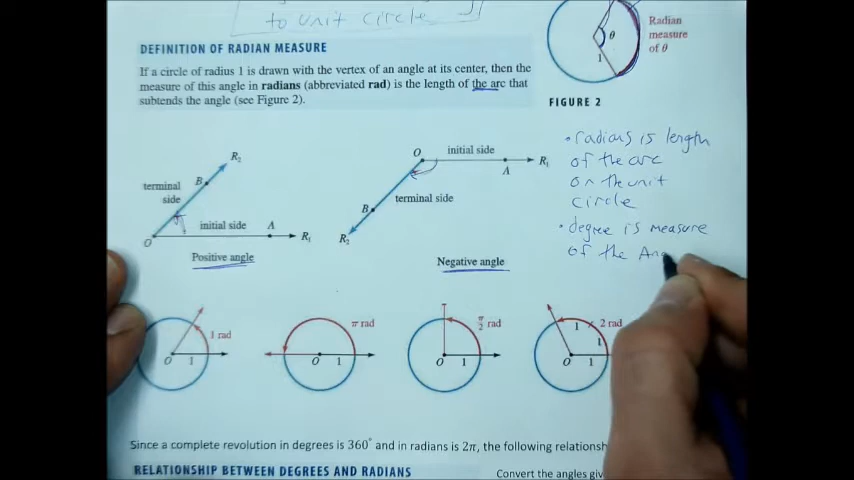 to unit circle
DEFINITION OF RADIAN MEASURE
If a circle of radius 1 is drawn with the vertex of an angle at its center, then the
measure of this angle in radians (abbreviated rad) is the length of the arc that
subtends the angle (see Figure 2).
θ
1
Radian
measure
of θ
FIGURE 2
R₂
terminal
side
B
initial side
A
O
R₁
Positive angle
O
initial side
R₁
A
terminal side
B
R₂
Negative angle
• radians is length
of the arc
on the unit
circle
• degree is measure
of the Ang
1 rad
O
1
π rad
O
1
π/2 rad
O
1
2 rad
1
1
O
1
Since a complete revolution in degrees is 360° and in radians is 2π, the following relationsh
RELATIONSHIP BETWEEN DEGREES AND RADIANS
Convert the angles giv